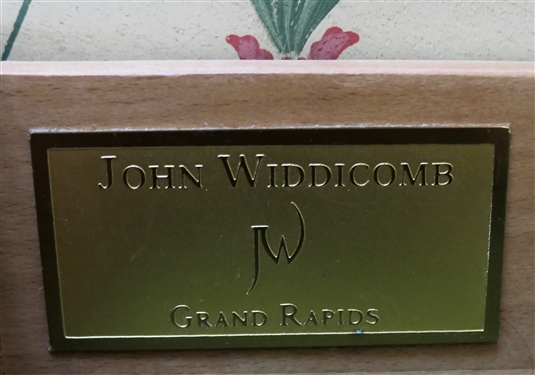 JOHN WIDDICOMB
JW
GRAND RAPIDS